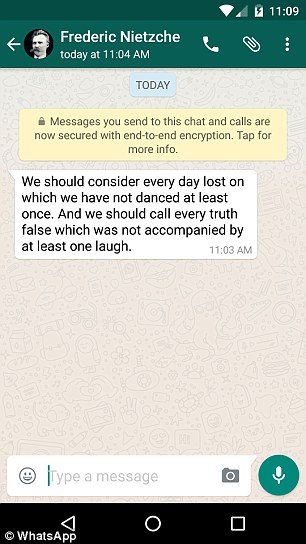 11:09
Frederic Nietzche
today at 11:04 AM
TODAY
Messages you send to this chat and calls are
now secured with end-to-end encryption. Tap for
more info.
We should consider every day lost on
which we have not danced at least
once. And we should call every truth
false which was not accompanied by
at least one laugh.
11:03 AM
Type a message
© WhatsApp